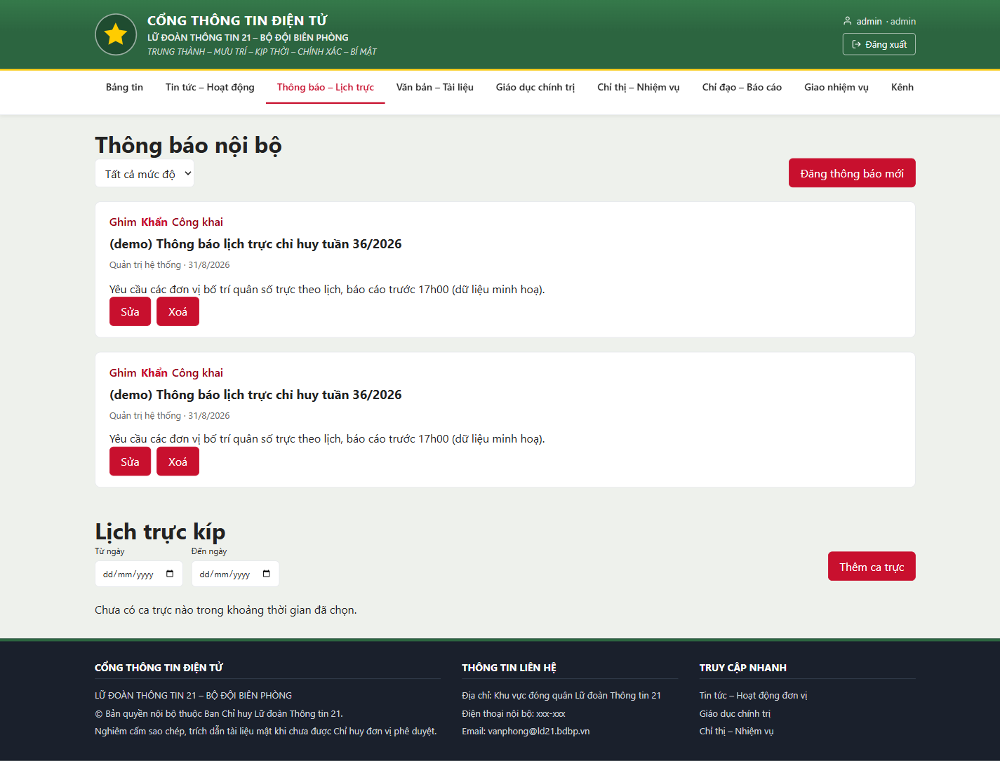 CỔNG THÔNG TIN ĐIỆN TỬ
LỮ ĐOÀN THÔNG TIN 21 – BỘ ĐỘI BIÊN PHÒNG
TRUNG THÀNH – MƯU TRÍ – KỊP THỜI – CHÍNH XÁC – BÍ MẬT
admin · admin
Đăng xuất
Bảng tin
Tin tức – Hoạt động
Thông báo – Lịch trực
Văn bản – Tài liệu
Giáo dục chính trị
Chỉ thị – Nhiệm vụ
Chỉ đạo – Báo cáo
Giao nhiệm vụ
Kênh
Thông báo nội bộ
Tất cả mức độ
Đăng thông báo mới
Ghim Khẩn Công khai
(demo) Thông báo lịch trực chỉ huy tuần 36/2026
Quản trị hệ thống · 31/8/2026
Yêu cầu các đơn vị bố trí quân số trực theo lịch, báo cáo trước 17h00 (dữ liệu minh hoạ).
Sửa
Xoá
Ghim Khẩn Công khai
(demo) Thông báo lịch trực chỉ huy tuần 36/2026
Quản trị hệ thống · 31/8/2026
Yêu cầu các đơn vị bố trí quân số trực theo lịch, báo cáo trước 17h00 (dữ liệu minh hoạ).
Sửa
Xoá
Lịch trực kíp
Từ ngày
Đến ngày
dd/mm/yyyy
dd/mm/yyyy
Thêm ca trực
Chưa có ca trực nào trong khoảng thời gian đã chọn.
CỔNG THÔNG TIN ĐIỆN TỬ
LỮ ĐOÀN THÔNG TIN 21 – BỘ ĐỘI BIÊN PHÒNG
© Bản quyền nội bộ thuộc Ban Chỉ huy Lữ đoàn Thông tin 21.
Nghiêm cấm sao chép, trích dẫn tài liệu mật khi chưa được Chỉ huy đơn vị phê duyệt.
THÔNG TIN LIÊN HỆ
Địa chỉ: Khu vực đóng quân Lữ đoàn Thông tin 21
Điện thoại nội bộ: xxx-xxx
Email: vanphong@ld21.bdbp.vn
TRUY CẬP NHANH
Tin tức – Hoạt động đơn vị
Giáo dục chính trị
Chỉ thị – Nhiệm vụ